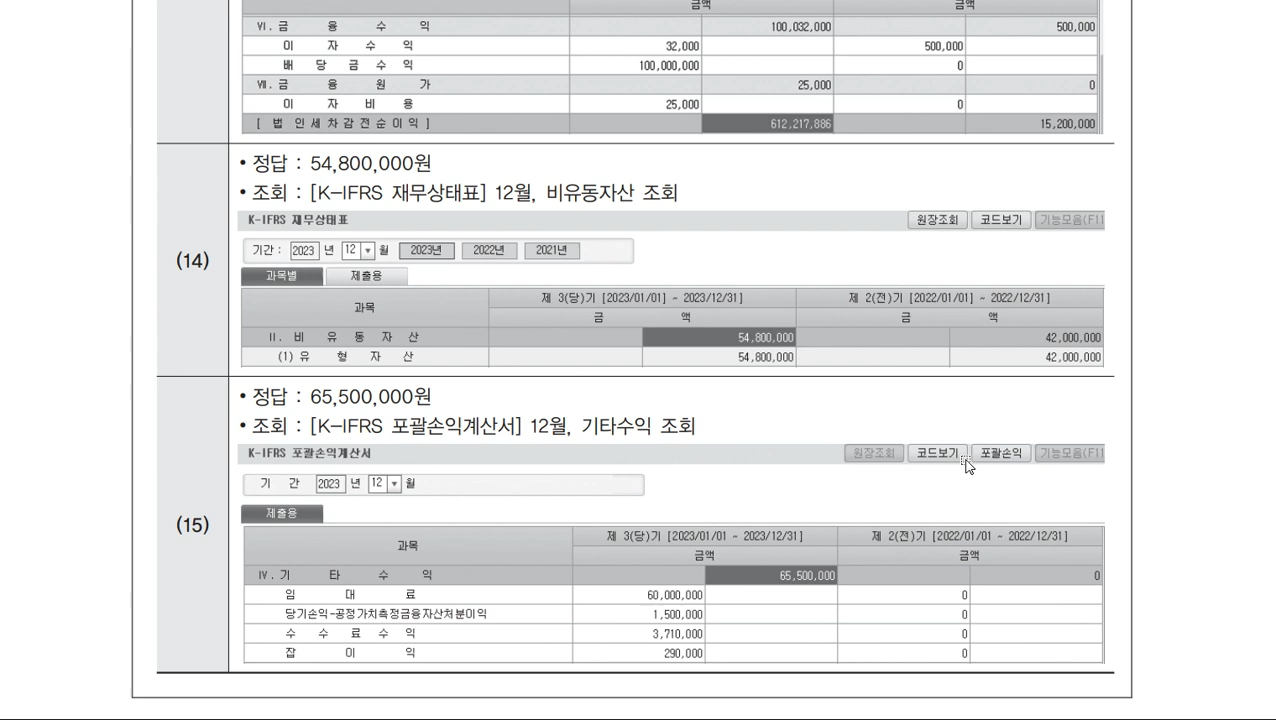 금액 금액
Ⅵ. 금 융 수 익 100,032,000 500,000
이 자 수 익 32,000 500,000
배 당 금 수 익 100,000,000 0
Ⅶ. 금 융 원 가 25,000 0
이 자 비 용 25,000 0
[ 법 인 세 차 감 전 순 이 익 ] 612,217,886 15,200,000
(14)
• 정답 : 54,800,000원
• 조회 : [K-IFRS 재무상태표] 12월, 비유동자산 조회
K-IFRS 재무상태표 원장조회 코드보기 기능모음(F11
기간 : 2023 년 12 월 2023년 2022년 2021년
과목별 제출용
과목 제 3(당)기 [2023/01/01] ~ 2023/12/31] 제 2(전)기 [2022/01/01] ~ 2022/12/31]
금 액 금 액
Ⅱ. 비 유 동 자 산 54,800,000 42,000,000
(1) 유 형 자 산 54,800,000 42,000,000
(15)
• 정답 : 65,500,000원
• 조회 : [K-IFRS 포괄손익계산서] 12월, 기타수익 조회
K-IFRS 포괄손익계산서 원장조회 코드보기 포괄손익 기능모음(F11
기 간 2023 년 12 월
제출용
과목 제 3(당)기 [2023/01/01 ~ 2023/12/31] 제 2(전)기 [2022/01/01 ~ 2022/12/31]
금액 금액
Ⅳ. 기 타 수 익 65,500,000 0
임 대 료 60,000,000 0
당기손익-공정가치측정금융자산처분이익 1,500,000 0
수 수 료 수 익 3,710,000 0
잡 이 익 290,000 0